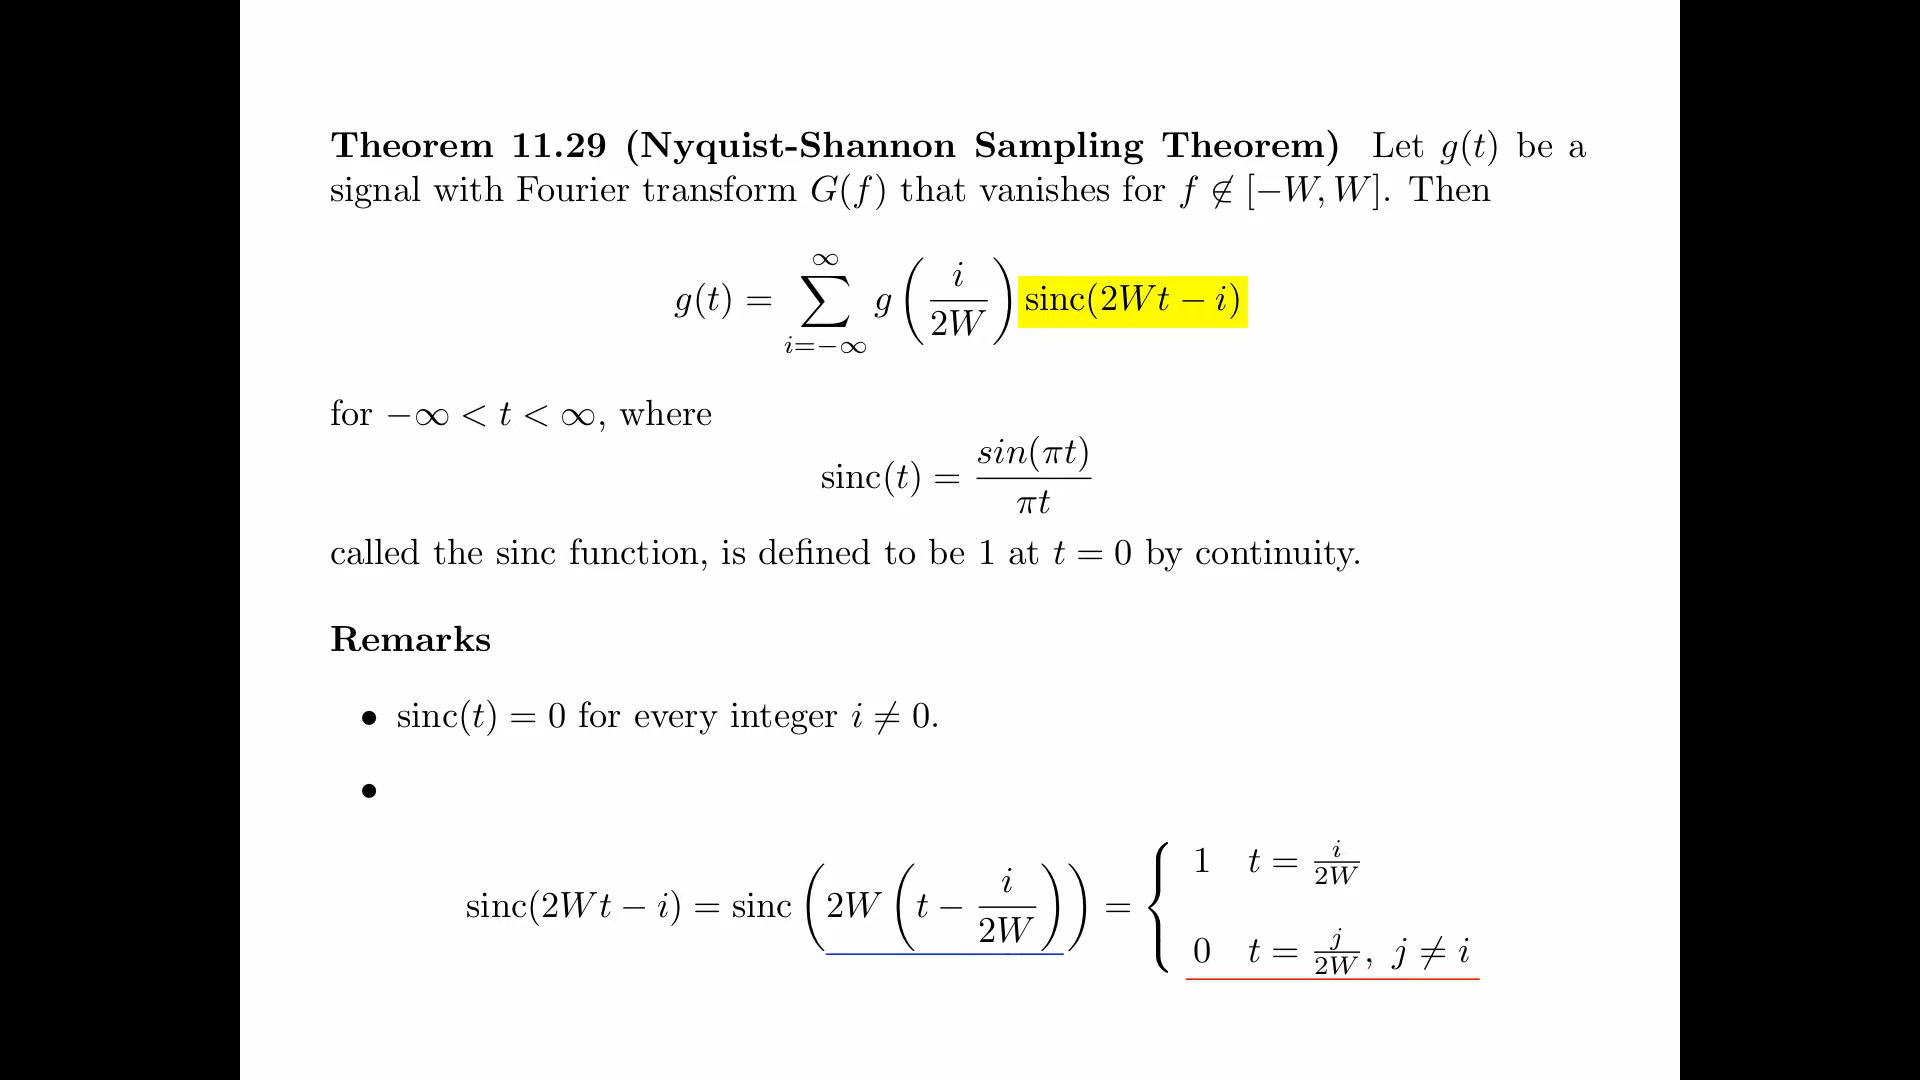 Theorem 11.29 (Nyquist-Shannon Sampling Theorem) Let g(t) be a
signal with Fourier transform G(f) that vanishes for f ∉ [−W, W]. Then
g(t) = ∑_{i=−∞}^{∞} g(i/2W) sinc(2Wt − i)
for −∞ < t < ∞, where
sinc(t) = sin(πt)/πt
called the sinc function, is defined to be 1 at t = 0 by continuity.
Remarks
• sinc(t) = 0 for every integer i ≠ 0.
•
sinc(2Wt − i) = sinc(2W(t − i/2W)) = { 1 t = i/2W
0 t = j/2W, j ≠ i